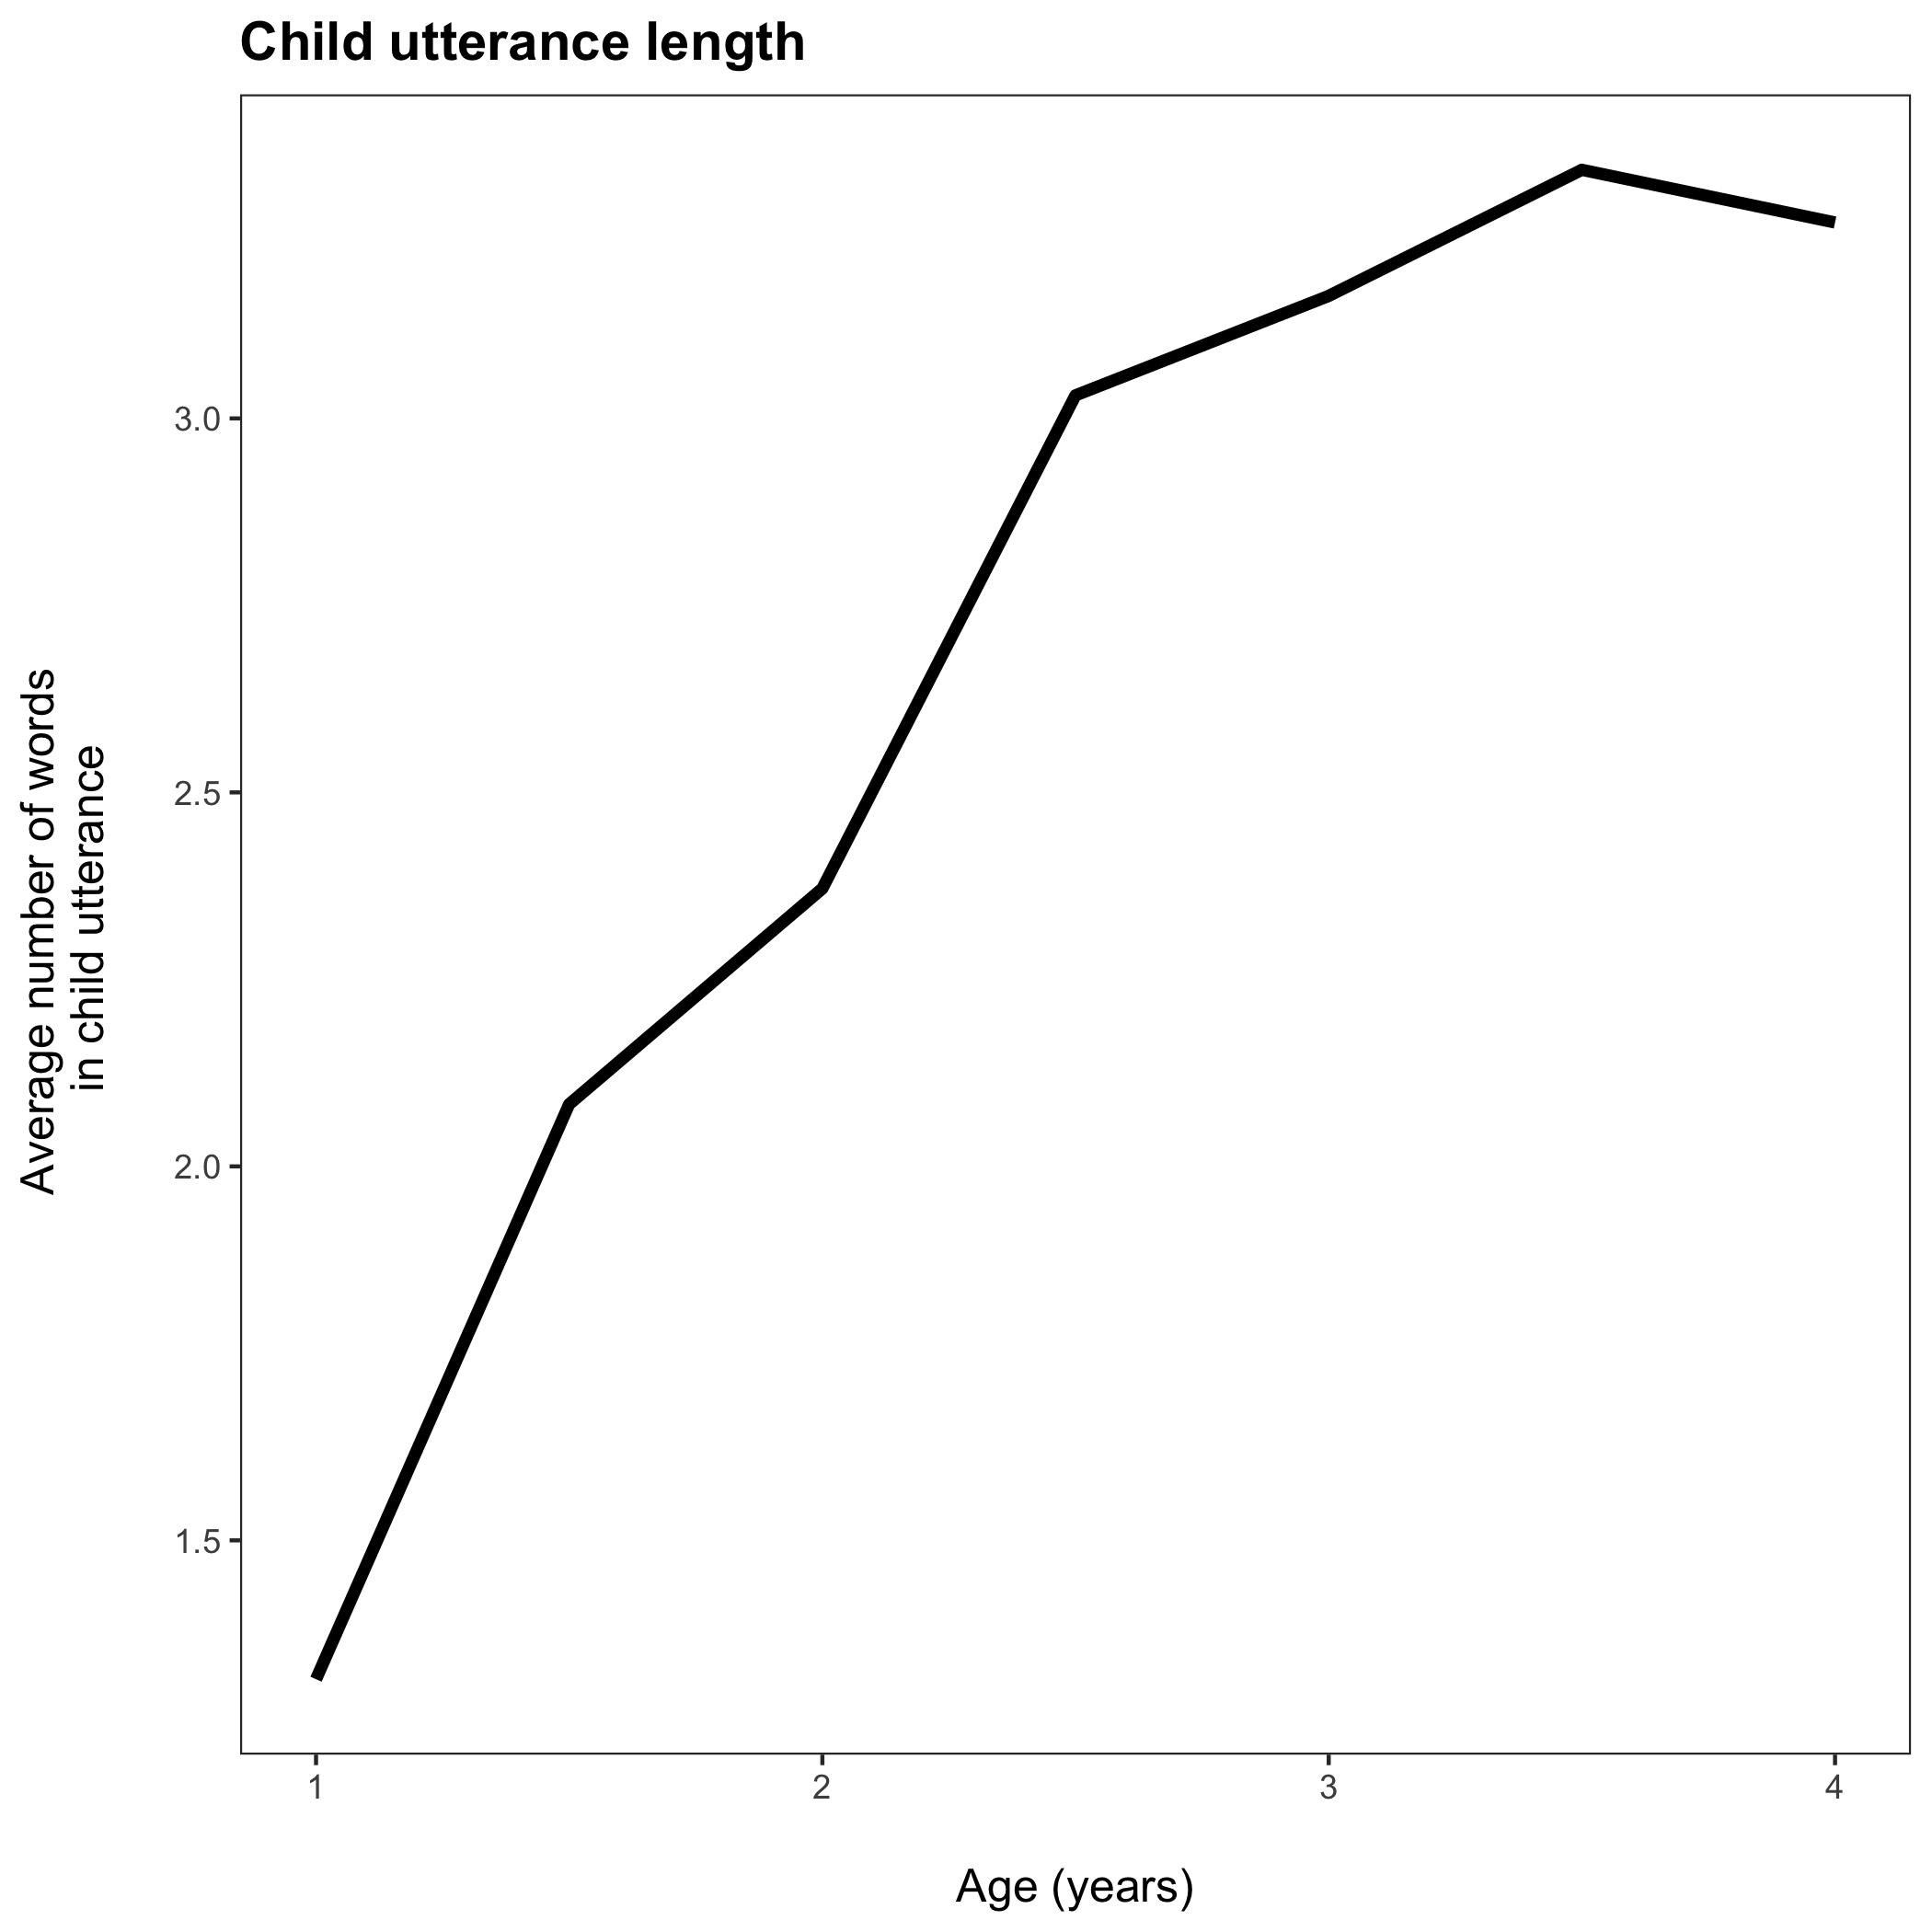 Child utterance length
Average number of words
in child utterance
3.0
2.5
2.0
1.5
1
2
3
4
Age (years)